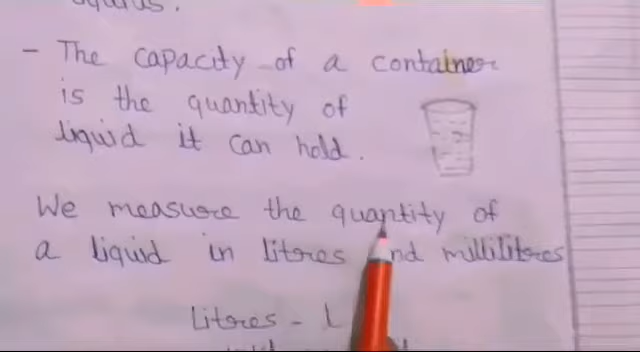 - The capacity of a container
is the quantity of
liquid it can hold.
We measure the quantity of
a liquid in litres and millilitres
litres - l